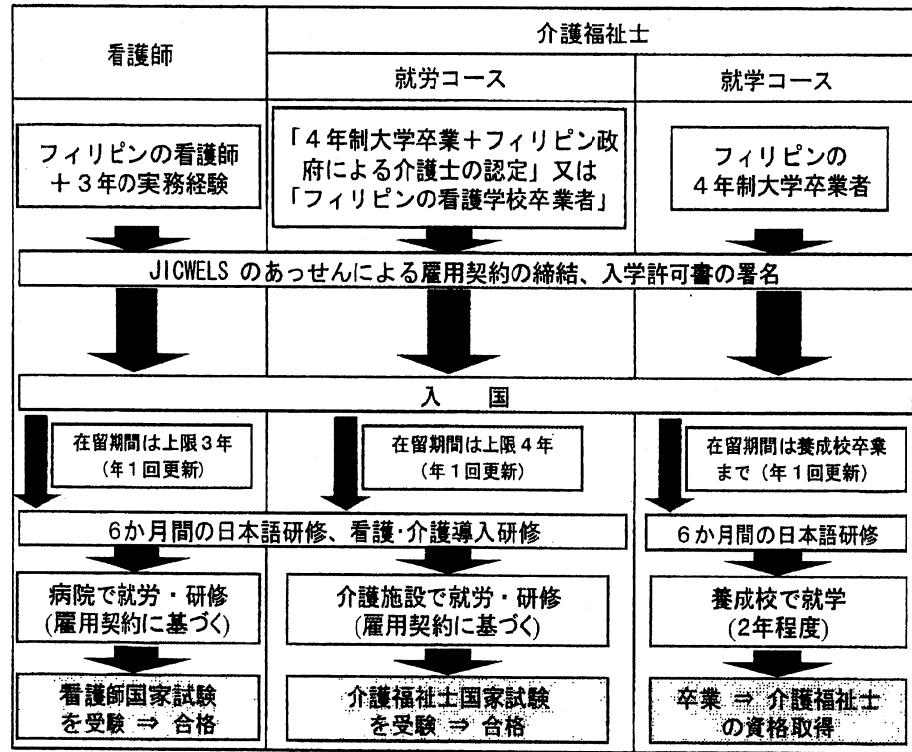 看護師
介護福祉士
就労コース
就学コース
フィリピンの看護師
＋３年の実務経験
「４年制大学卒業＋フィリピン政
府による介護士の認定」又は
「フィリピンの看護学校卒業者」
フィリピンの
４年制大学卒業者
JICWELS のあっせんによる雇用契約の締結、入学許可書の署名
入　国
在留期間は上限３年
(年１回更新)
在留期間は上限４年
(年１回更新)
在留期間は養成校卒業
まで (年１回更新)
６か月間の日本語研修、看護・介護導入研修
６か月間の日本語研修
病院で就労・研修
(雇用契約に基づく)
介護施設で就労・研修
(雇用契約に基づく)
養成校で就学
(2年程度)
看護師国家試験
を受験 ⇒ 合格
介護福祉士国家試験
を受験 ⇒ 合格
卒業 ⇒ 介護福祉士
の資格取得